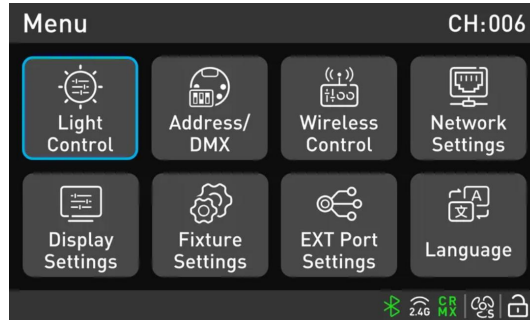 Menu
CH:006
Light
Control
Address/
DMX
Wireless
Control
Network
Settings
Display
Settings
Fixture
Settings
EXT Port
Settings
A
文
Language
2.4G
CR
MX
S